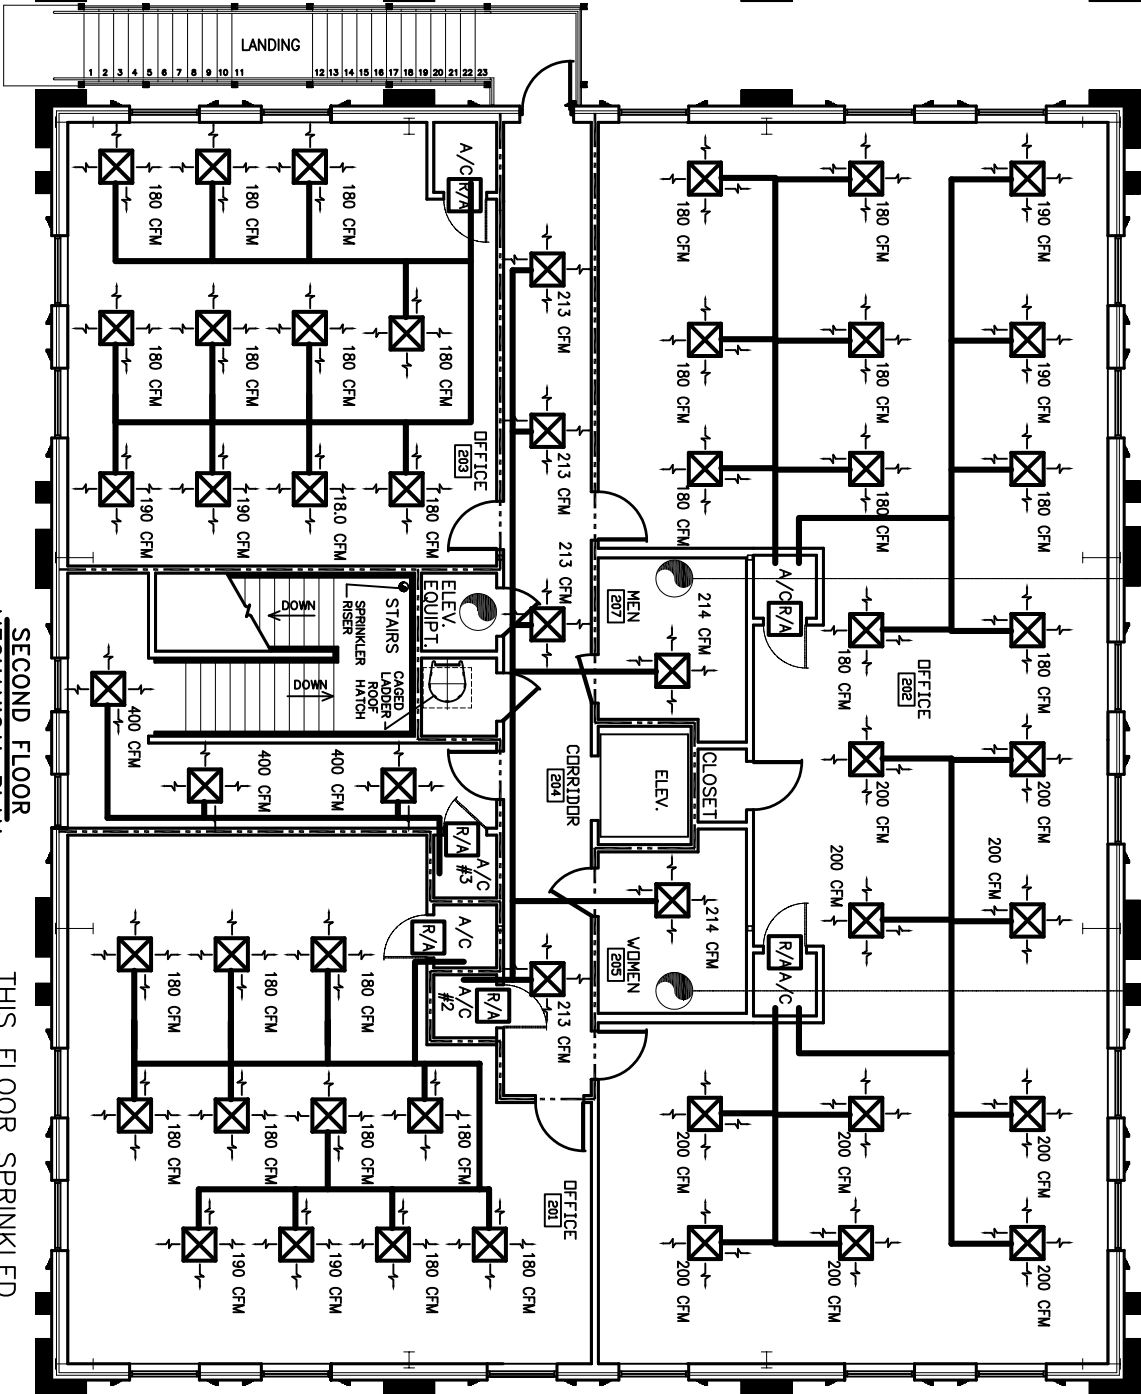 LANDING
1 2 3 4 5 6 7 8 9 10 11
12 13 14 15 16 17 18 19 20 21 22 23
A/C
R/A
180 CFM
180 CFM
180 CFM
180 CFM
180 CFM
190 CFM
213 CFM
180 CFM
180 CFM
180 CFM
180 CFM
180 CFM
180 CFM
190 CFM
OFFICE
203
213 CFM
190 CFM
190 CFM
18.0 CFM
180 CFM
180 CFM
180 CFM
180 CFM
213 CFM
A/C
R/A
MEN
207
214 CFM
ELEV.
EQUIPT.
STAIRS
SPRINKLER
RISER
DOWN
DOWN
CAGED
LADDER
ROOF
HATCH
180 CFM
180 CFM
OFFICE
202
400 CFM
400 CFM
400 CFM
CORRIDOR
204
ELEV.
CLOSET
200 CFM
200 CFM
200 CFM
200 CFM
R/A
A/C
#3
A/C
R/A
A/C
#2
R/A
213 CFM
WOMEN
205
214 CFM
R/A
A/C
180 CFM
180 CFM
180 CFM
180 CFM
180 CFM
180 CFM
180 CFM
200 CFM
200 CFM
200 CFM
OFFICE
201
190 CFM
190 CFM
180 CFM
180 CFM
200 CFM
200 CFM
200 CFM
SECOND FLOOR
THIS FLOOR SPRINKLED